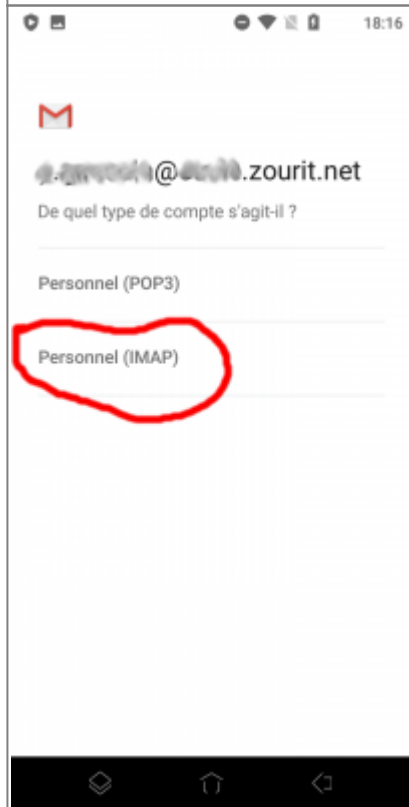 18:16
.zourit.net
De quel type de compte s'agit-il ?
Personnel (POP3)
Personnel (IMAP)